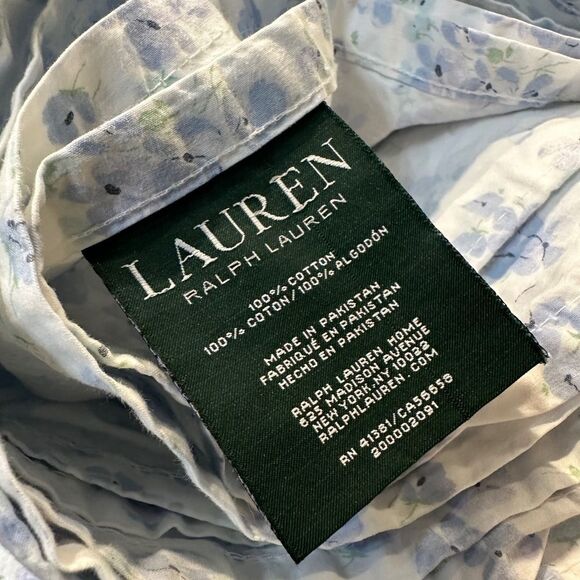 LAUREN
RALPH LAUREN
100% COTTON
100% COTON/100% ALGODÓN
MADE IN PAKISTAN
FABRIQUÉ EN PAKISTAN
HECHO EN PAKISTAN
RALPH LAUREN HOME
625 MADISON AVENUE
NEW YORK, NY 10022
RALPHLAUREN.COM
RN 41381/CA56658
200002091